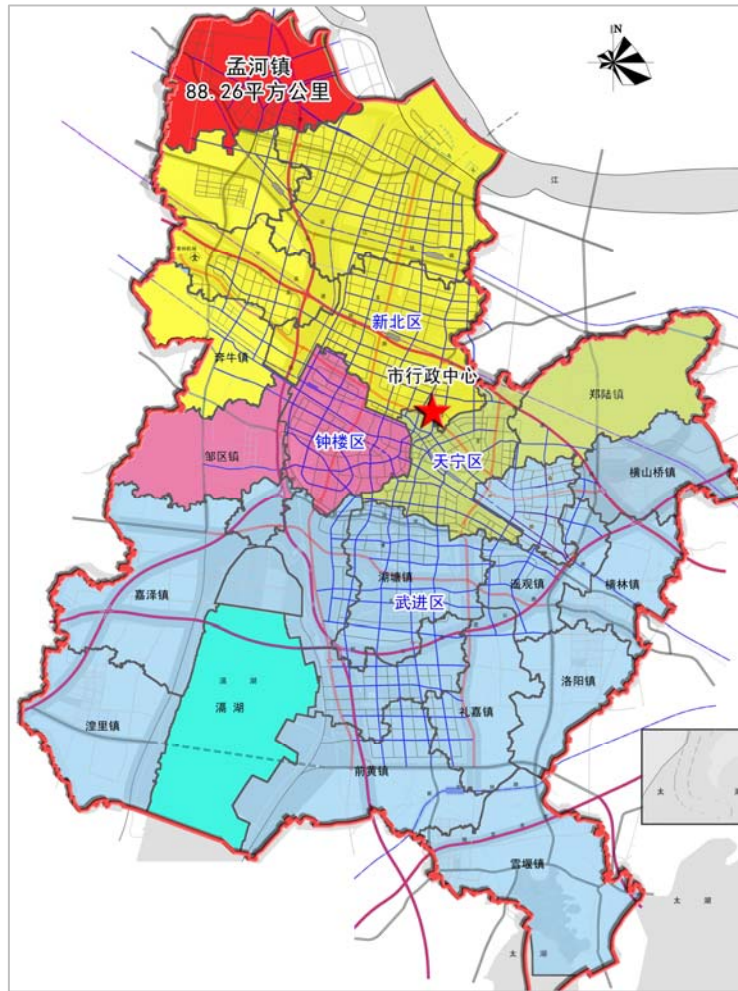 N
孟河镇
88.26平方公里
江
新北区
奔牛镇
市行政中心
郑陆镇
钟楼区
天宁区
邹区镇
横山桥镇
湖塘镇
遥观镇
横林镇
嘉泽镇
武进区
滆湖
洛阳镇
滆湖
礼嘉镇
湟里镇
前黄镇
太
雪堰镇
太湖
太湖